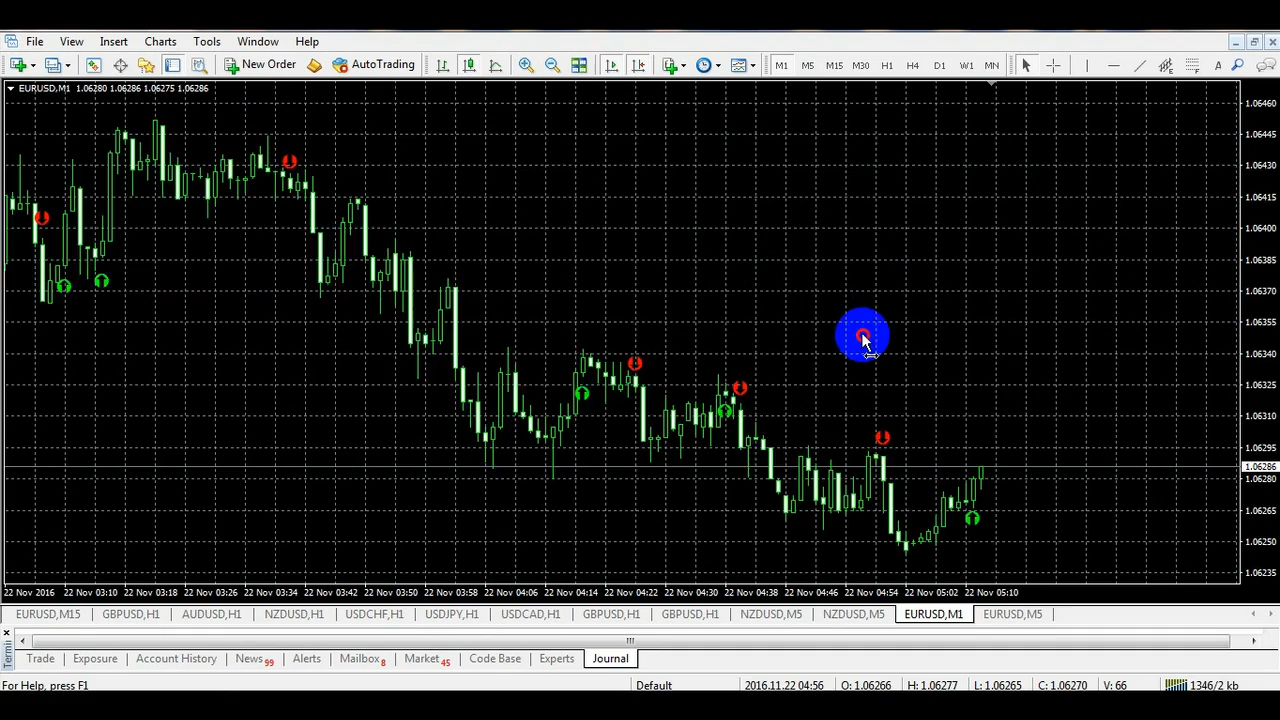 File View Insert Charts Tools Window Help
New Order AutoTrading M1 M5 M15 M30 H1 H4 D1 W1 MN A
EURUSD,M1 1.06280 1.06286 1.06275 1.06286
1.06460
1.06445
1.06430
1.06415
1.06400
1.06385
1.06370
1.06355
1.06340
1.06325
1.06310
1.06295
1.06286
1.06280
1.06265
1.06250
1.06235
22 Nov 2016 22 Nov 03:10 22 Nov 03:18 22 Nov 03:26 22 Nov 03:34 22 Nov 03:42 22 Nov 03:50 22 Nov 03:58 22 Nov 04:06 22 Nov 04:14 22 Nov 04:22 22 Nov 04:30 22 Nov 04:38 22 Nov 04:46 22 Nov 04:54 22 Nov 05:02 22 Nov 05:10
EURUSD,M15 GBPUSD,H1 AUDUSD,H1 NZDUSD,H1 USDCHF,H1 USDJPY,H1 USDCAD,H1 GBPUSD,H1 GBPUSD,H1 NZDUSD,M5 NZDUSD,M5 EURUSD,M1 EURUSD,M5
Termi
Trade Exposure Account History News 99 Alerts Mailbox 8 Market 45 Code Base Experts Journal
For Help, press F1 Default 2016.11.22 04:56 O: 1.06266 H: 1.06277 L: 1.06265 C: 1.06270 V: 66 1346/2 kb